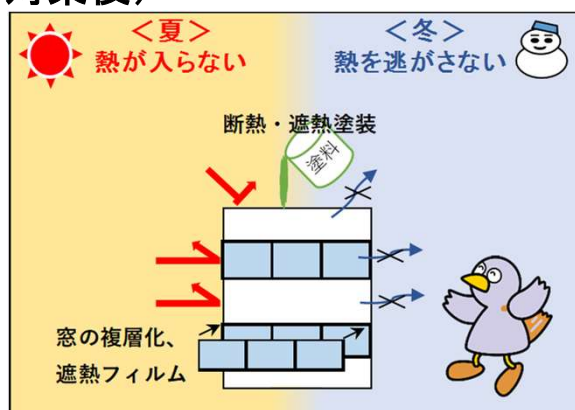 ＜夏＞
熱が入らない
＜冬＞
熱を逃がさない
断熱・遮熱塗装
塗料
窓の複層化、
遮熱フィルム